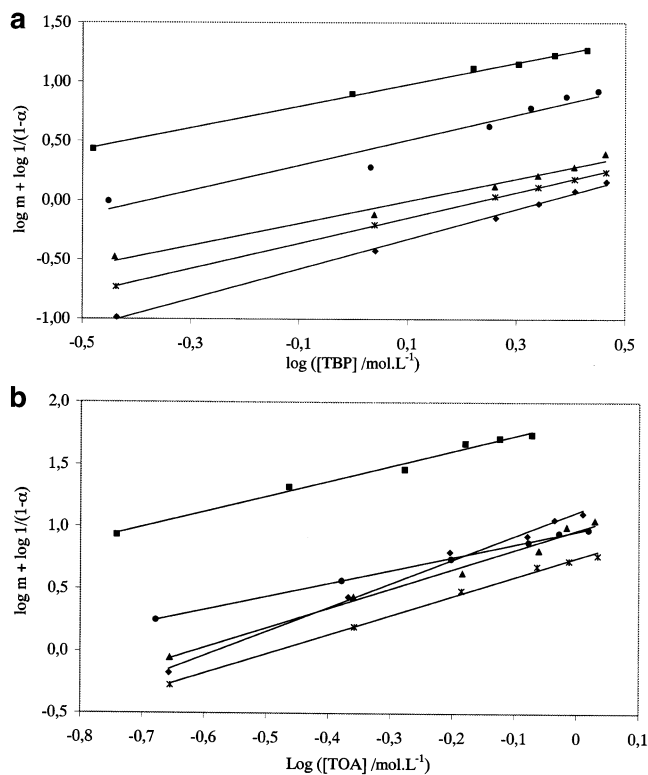 a
1,50
1,00
0,50
0,00
-0,50
-1,00
log m + log 1/(1-α)
-0,5 -0,3 -0,1 0,1 0,3 0,5
log ([TBP] /mol.L⁻¹)
b
2,0
1,5
1,0
0,5
0,0
-0,5
log m + log 1/(1-α)
-0,8 -0,7 -0,6 -0,5 -0,4 -0,3 -0,2 -0,1 0 0,1
Log ([TOA] /mol.L⁻¹)